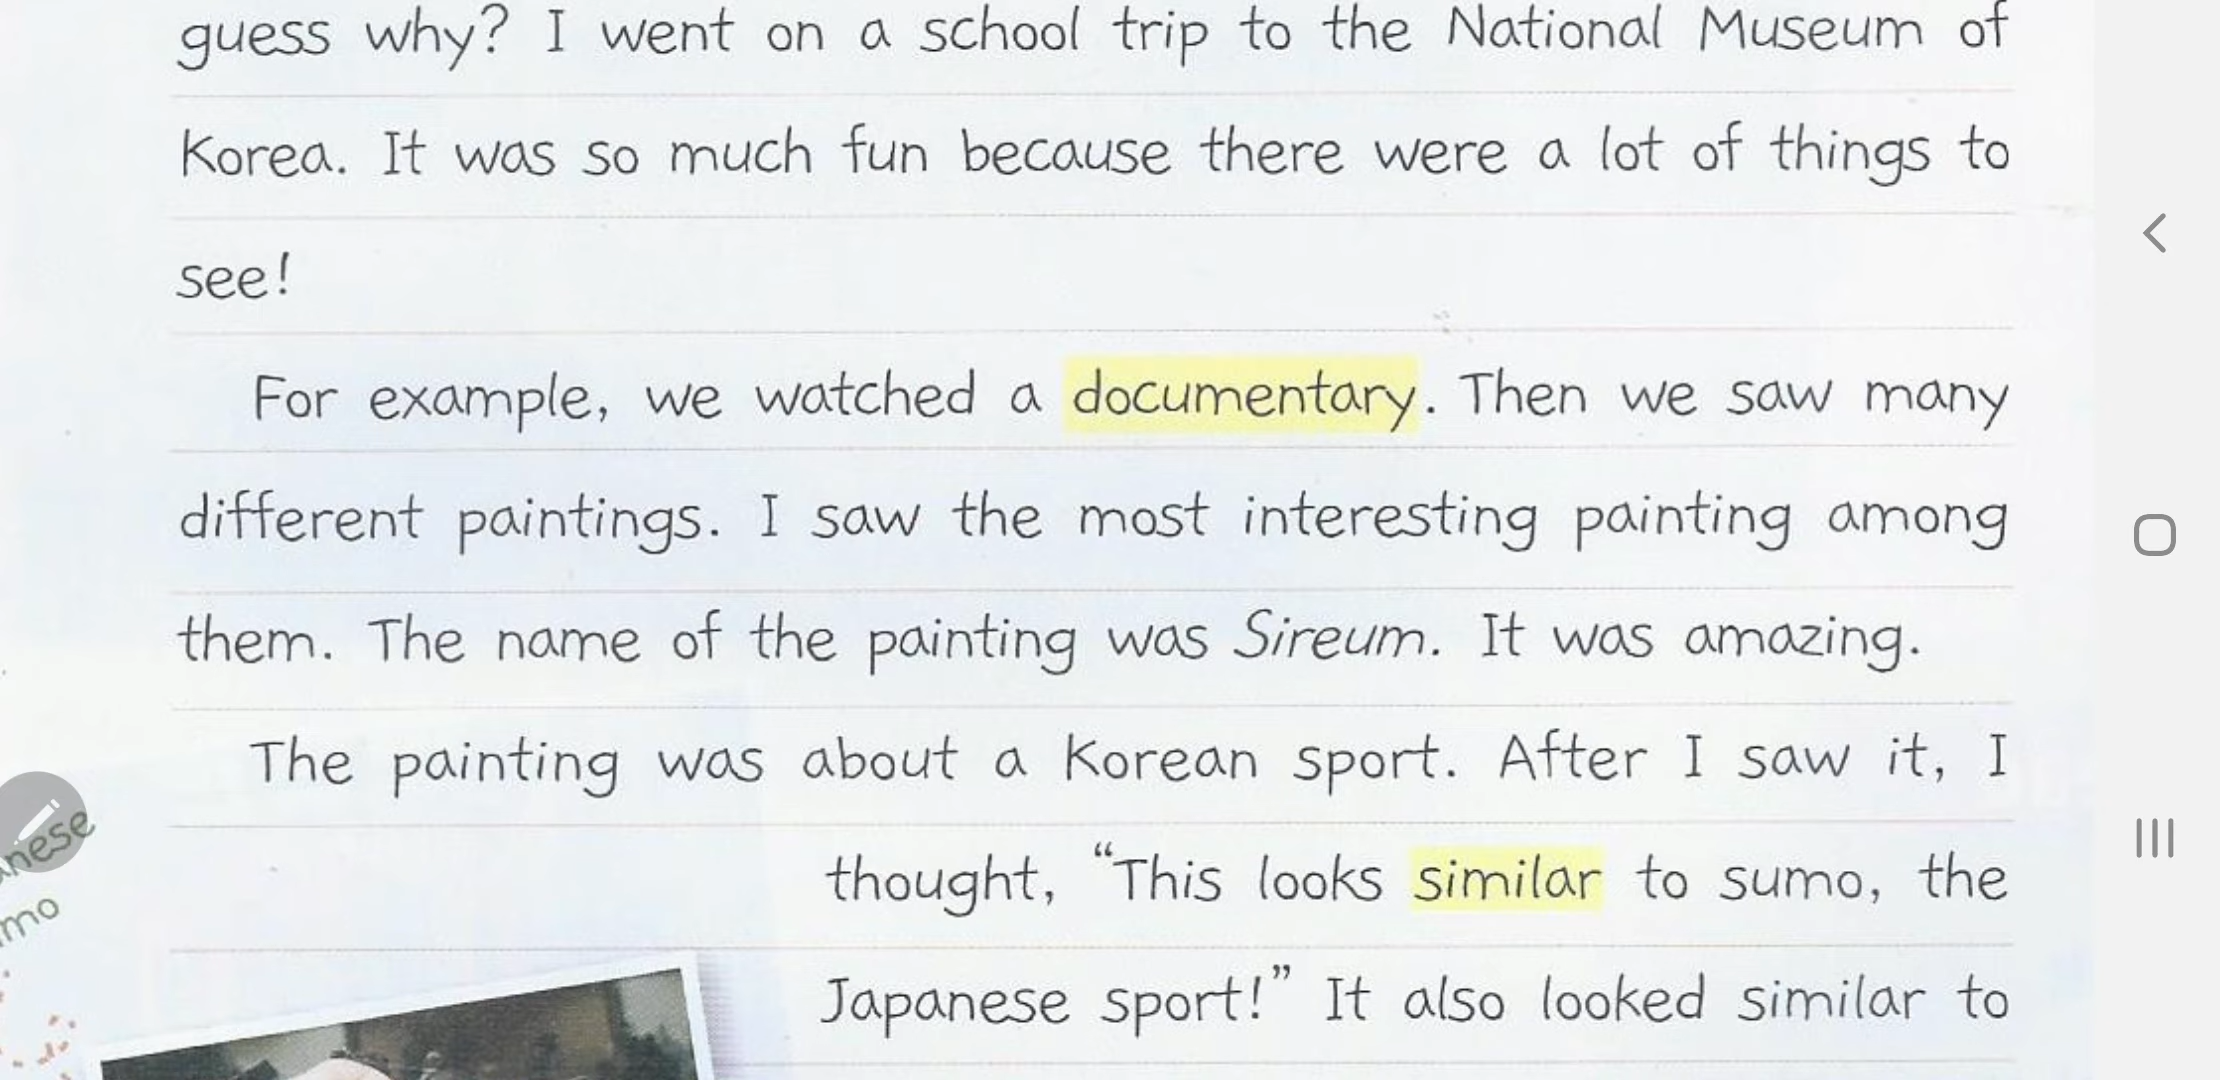 guess why? I went on a school trip to the National Museum of
Korea. It was so much fun because there were a lot of things to
see!
For example, we watched a documentary. Then we saw many
different paintings. I saw the most interesting painting among
them. The name of the painting was Sireum. It was amazing.
The painting was about a Korean sport. After I saw it, I
thought, “This looks similar to sumo, the
Japanese sport!” It also looked similar to